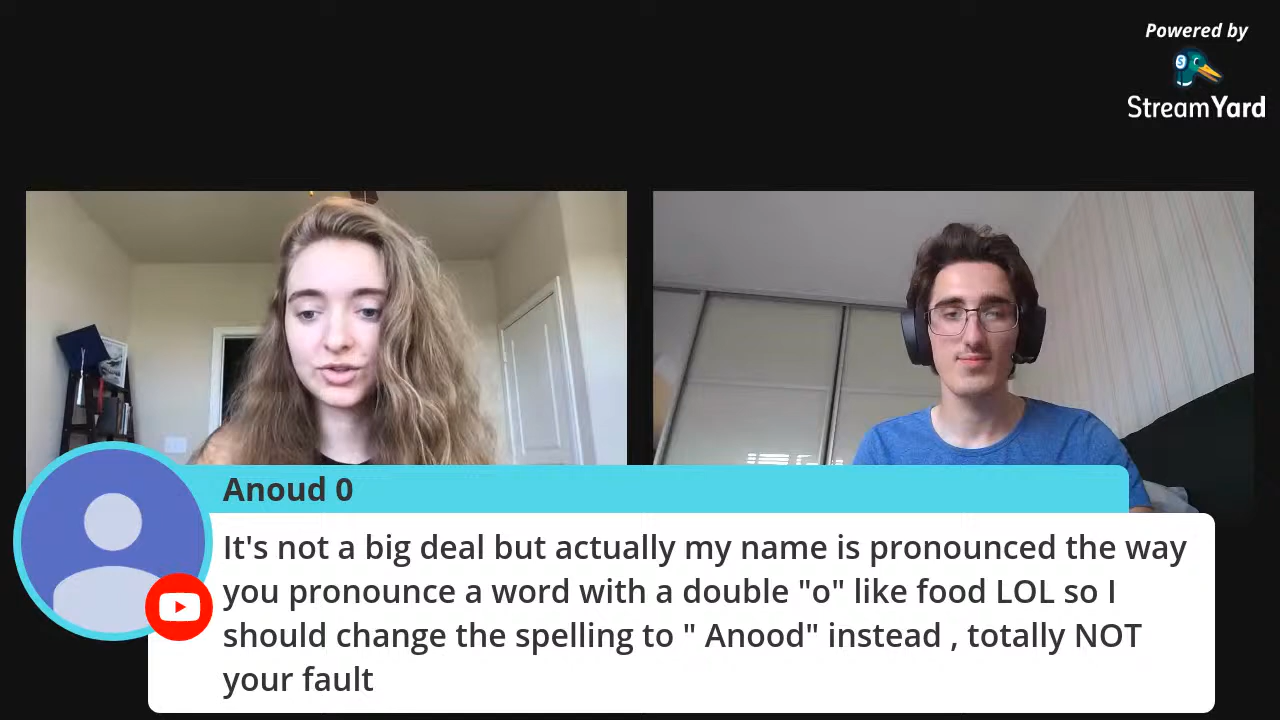 Powered by
StreamYard
Anoud 0
It's not a big deal but actually my name is pronounced the way
you pronounce a word with a double "o" like food LOL so I
should change the spelling to " Anood" instead , totally NOT
your fault